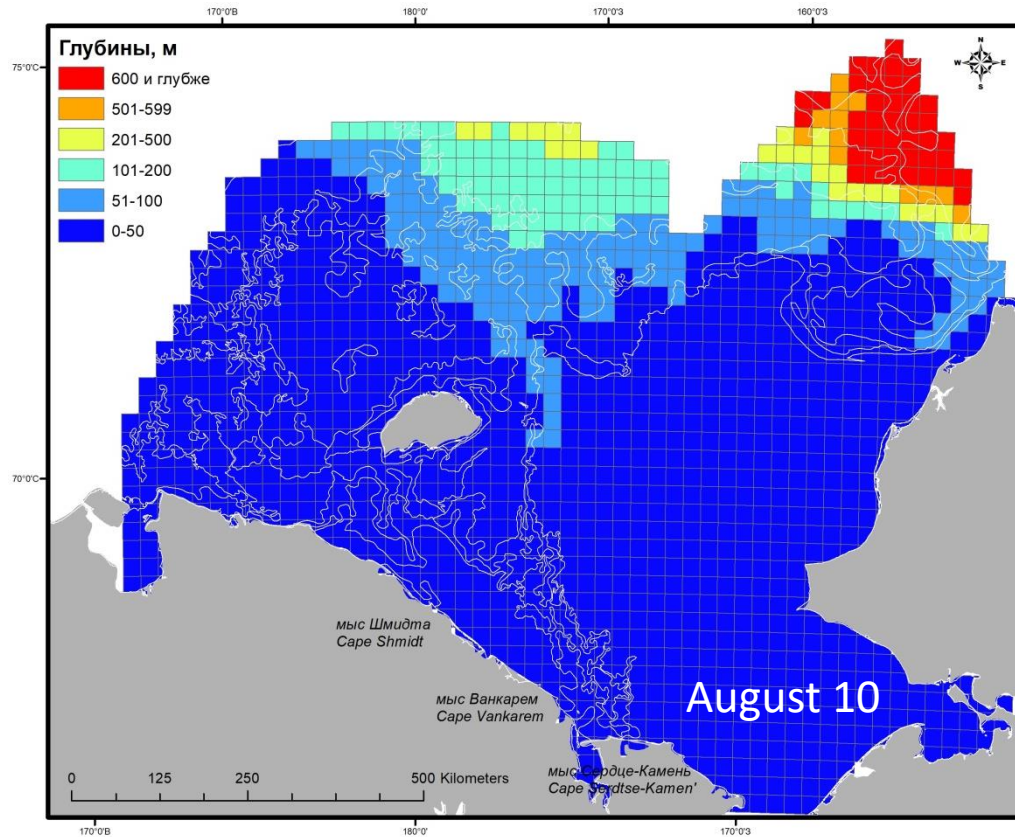 170°0'В 180°0' 170°0'З 160°0'З
75°0'С
Глубины, м
600 и глубже
501-599
201-500
101-200
51-100
0-50
N
W E
S
70°0'С
мыс Шмидта
Cape Shmidt
мыс Ванкарем
Cape Vankarem
August 10
мыс Сердце-Камень
Cape Serdtse-Kamen'
0 125 250 500 Kilometers
170°0'В 180°0' 170°0'З